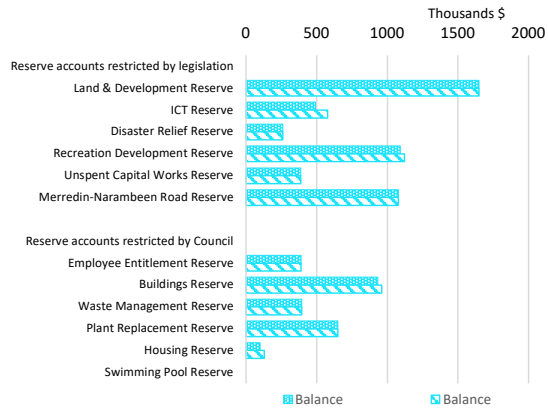 Thousands $
0 500 1000 1500 2000
Reserve accounts restricted by legislation
Land & Development Reserve
ICT Reserve
Disaster Relief Reserve
Recreation Development Reserve
Unspent Capital Works Reserve
Merredin-Narambeen Road Reserve
Reserve accounts restricted by Council
Employee Entitlement Reserve
Buildings Reserve
Waste Management Reserve
Plant Replacement Reserve
Housing Reserve
Swimming Pool Reserve
Balance Balance